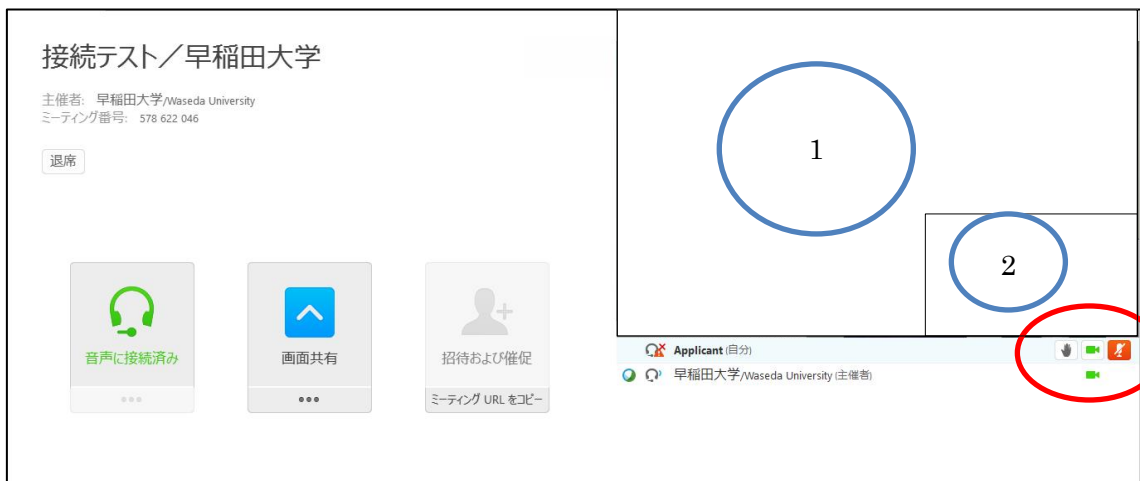 接続テスト／早稲田大学
主催者: 早稲田大学/Waseda University
ミーティング番号: 578 622 046
退席
音声に接続済み
画面共有
招待および催促
ミーティング URL をコピー
1
2
Applicant (自分)
早稲田大学/Waseda University (主催者)